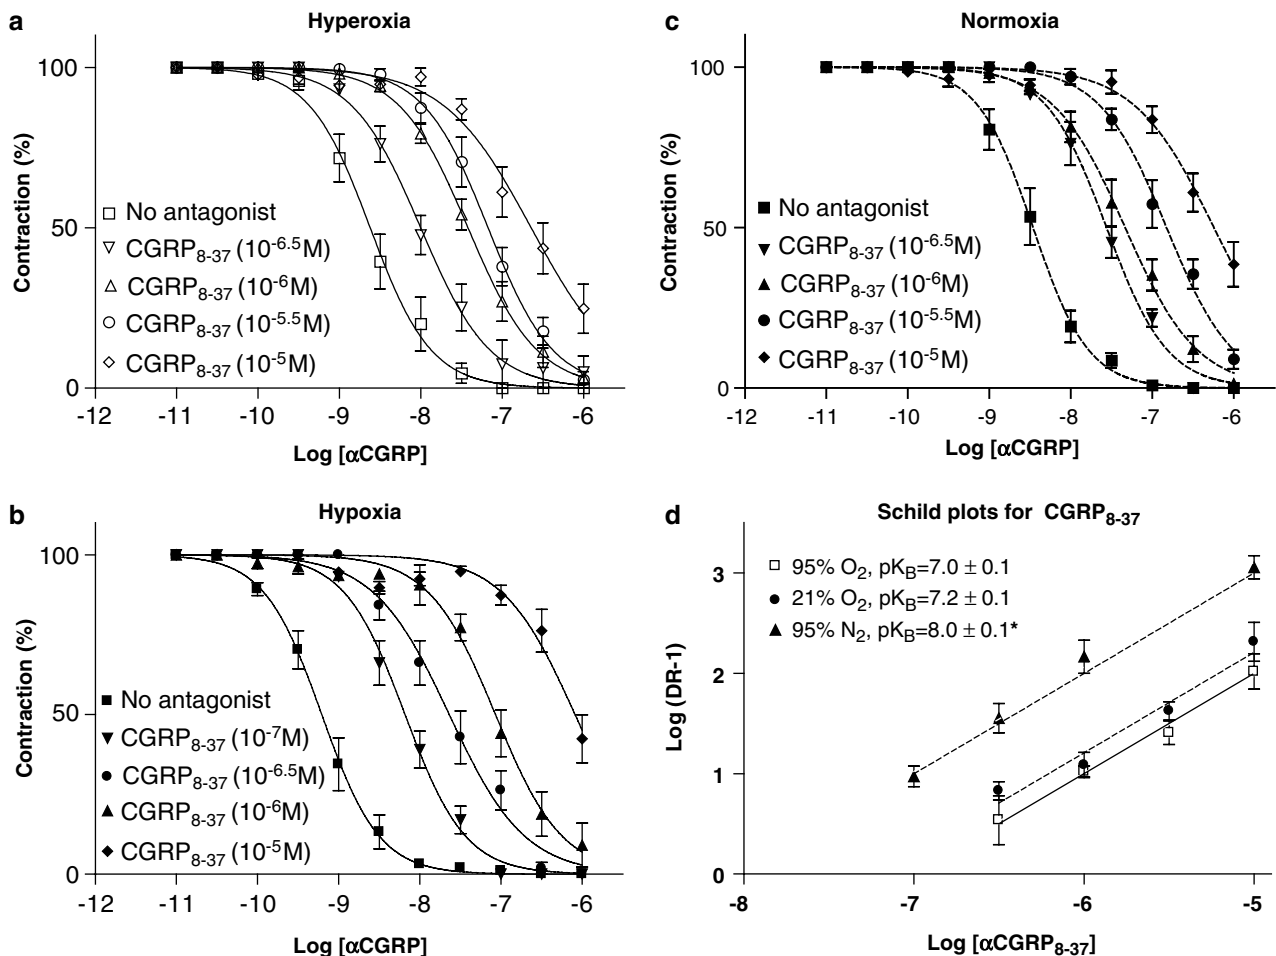 a
Hyperoxia
100
50
0
Contraction (%)
No antagonist
CGRP8-37 (10-6.5M)
CGRP8-37 (10-6M)
CGRP8-37 (10-5.5M)
CGRP8-37 (10-5M)
-12 -11 -10 -9 -8 -7 -6
Log [αCGRP]
c
Normoxia
100
50
0
Contraction (%)
No antagonist
CGRP8-37 (10-6.5M)
CGRP8-37 (10-6M)
CGRP8-37 (10-5.5M)
CGRP8-37 (10-5M)
-12 -11 -10 -9 -8 -7 -6
Log [αCGRP]
b
Hypoxia
100
50
0
Contraction (%)
No antagonist
CGRP8-37 (10-7M)
CGRP8-37 (10-6.5M)
CGRP8-37 (10-6M)
CGRP8-37 (10-5M)
-12 -11 -10 -9 -8 -7 -6
Log [αCGRP]
d
Schild plots for CGRP8-37
3
2
1
0
Log (DR-1)
95% O2, pKB=7.0 ± 0.1
21% O2, pKB=7.2 ± 0.1
95% N2, pKB=8.0 ± 0.1*
-8 -7 -6 -5
Log [αCGRP8-37]